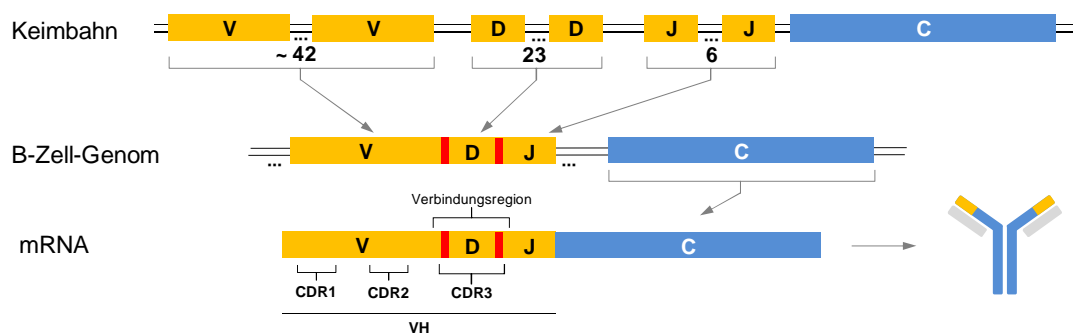 Keimbahn V ... V D ... D J ... J C
~ 42 23 6
B-Zell-Genom ... V D J ... C
Verbindungsregion
mRNA V D J C
CDR1 CDR2 CDR3
VH